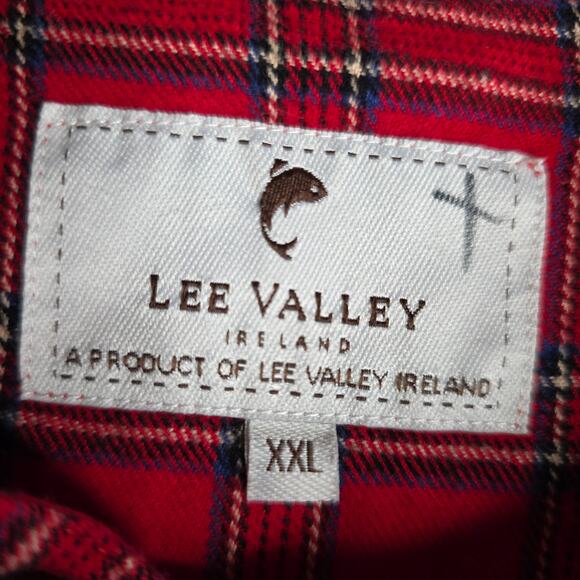 LEE VALLEY
IRELAND
A PRODUCT OF LEE VALLEY IRELAND
XXL